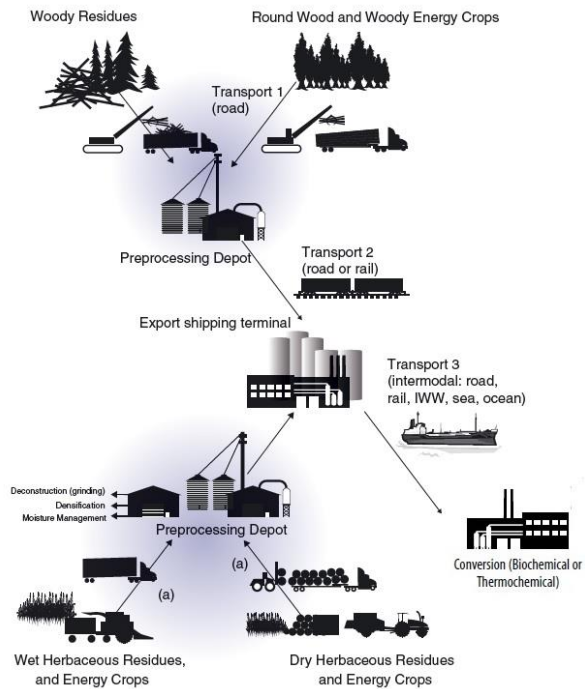 Woody Residues
Round Wood and Woody Energy Crops
Transport 1
(road)
Preprocessing Depot
Transport 2
(road or rail)
Export shipping terminal
Transport 3
(intermodal: road,
rail, IWW, sea, ocean)
Deconstruction (grinding)
Densification
Moisture Management
Preprocessing Depot
Conversion (Biochemical or
Thermochemical)
(a)
(a)
Wet Herbaceous Residues,
and Energy Crops
Dry Herbaceous Residues
and Energy Crops